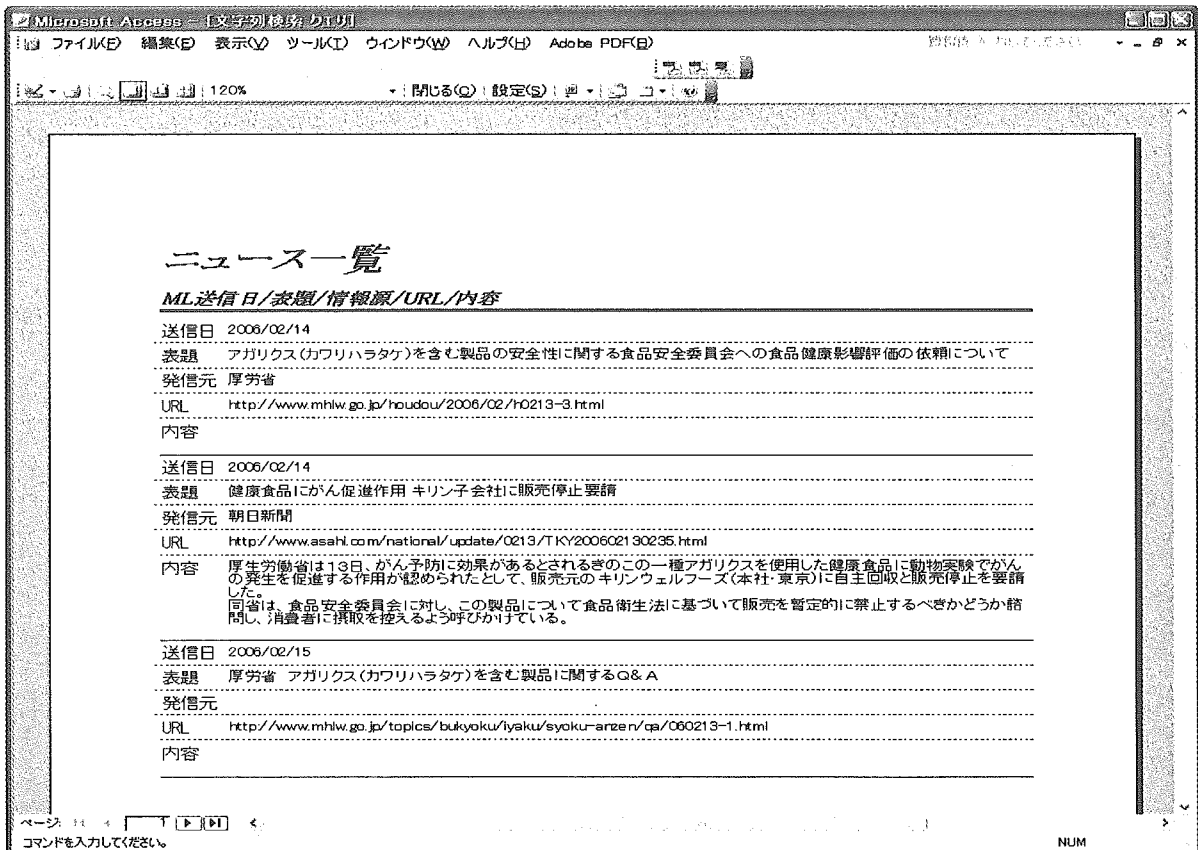 Microsoft Access - [文字列検索 クエリ]
ファイル(F) 編集(E) 表示(V) ツール(T) ウィンドウ(W) ヘルプ(H) Adobe PDF(B)
120% 閉じる(C) 設定(S)
ニュース一覧
ML送信日/表題/情報源/URL/内容
送信日 2006/02/14
表題 アガリクス(カワリハラタケ)を含む製品の安全性に関する食品安全委員会への食品健康影響評価の依頼について
発信元 厚労省
URL http://www.mhlw.go.jp/houdou/2006/02/h0213-3.html
内容
送信日 2006/02/14
表題 健康食品にがん促進作用 キリン子会社に販売停止要請
発信元 朝日新聞
URL http://www.asahi.com/national/update/0213/TKY200602130235.html
内容 厚生労働省は13日、がん予防に効果があるとされるきのこの一種アガリクスを使用した健康食品に動物実験でがん
の発生を促進する作用が認められたとして、販売元のキリンウェルフーズ(本社・東京)に自主回収と販売停止を要請
した。
同省は、食品安全委員会に対し、この製品について食品衛生法に基づいて販売を暫定的に禁止するべきかどうか諮
問し、消費者に摂取を控えるよう呼びかけている。
送信日 2006/02/15
表題 厚労省 アガリクス(カワリハラタケ)を含む製品に関するQ&A
発信元
URL http://www.mhlw.go.jp/topics/bukyoku/iyaku/syoku-anzen/qa/060213-1.html
内容
ページ: 1
コマンドを入力してください。 NUM